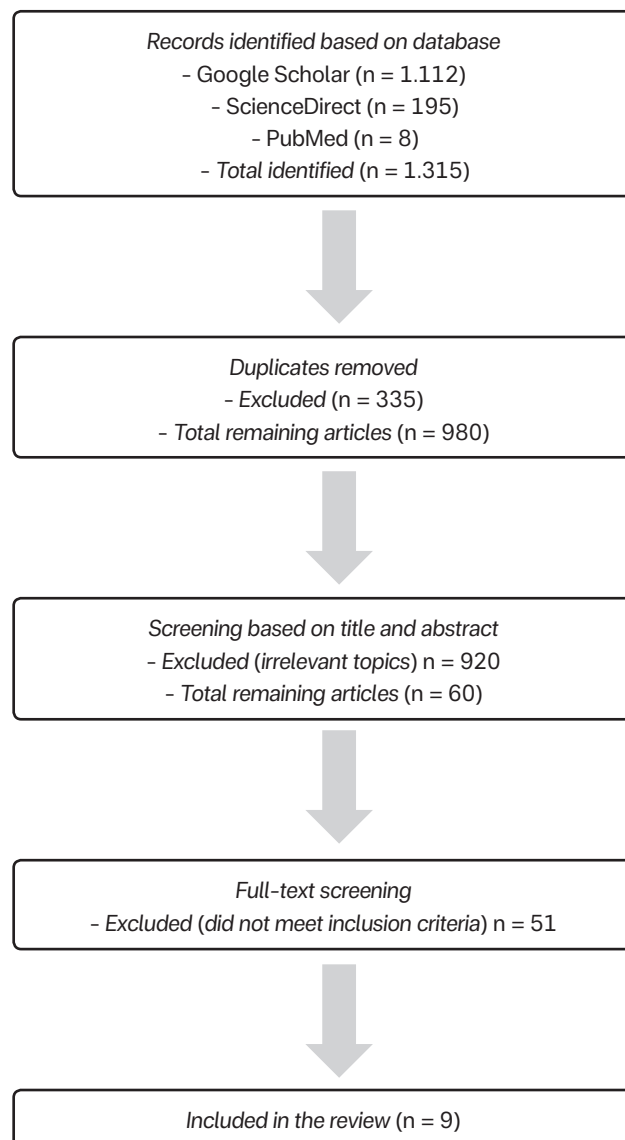 Records identified based on database
- Google Scholar (n = 1.112)
- ScienceDirect (n = 195)
- PubMed (n = 8)
- Total identified (n = 1.315)
Duplicates removed
- Excluded (n = 335)
- Total remaining articles (n = 980)
Screening based on title and abstract
- Excluded (irrelevant topics) n = 920
- Total remaining articles (n = 60)
Full-text screening
- Excluded (did not meet inclusion criteria) n = 51
Included in the review (n = 9)